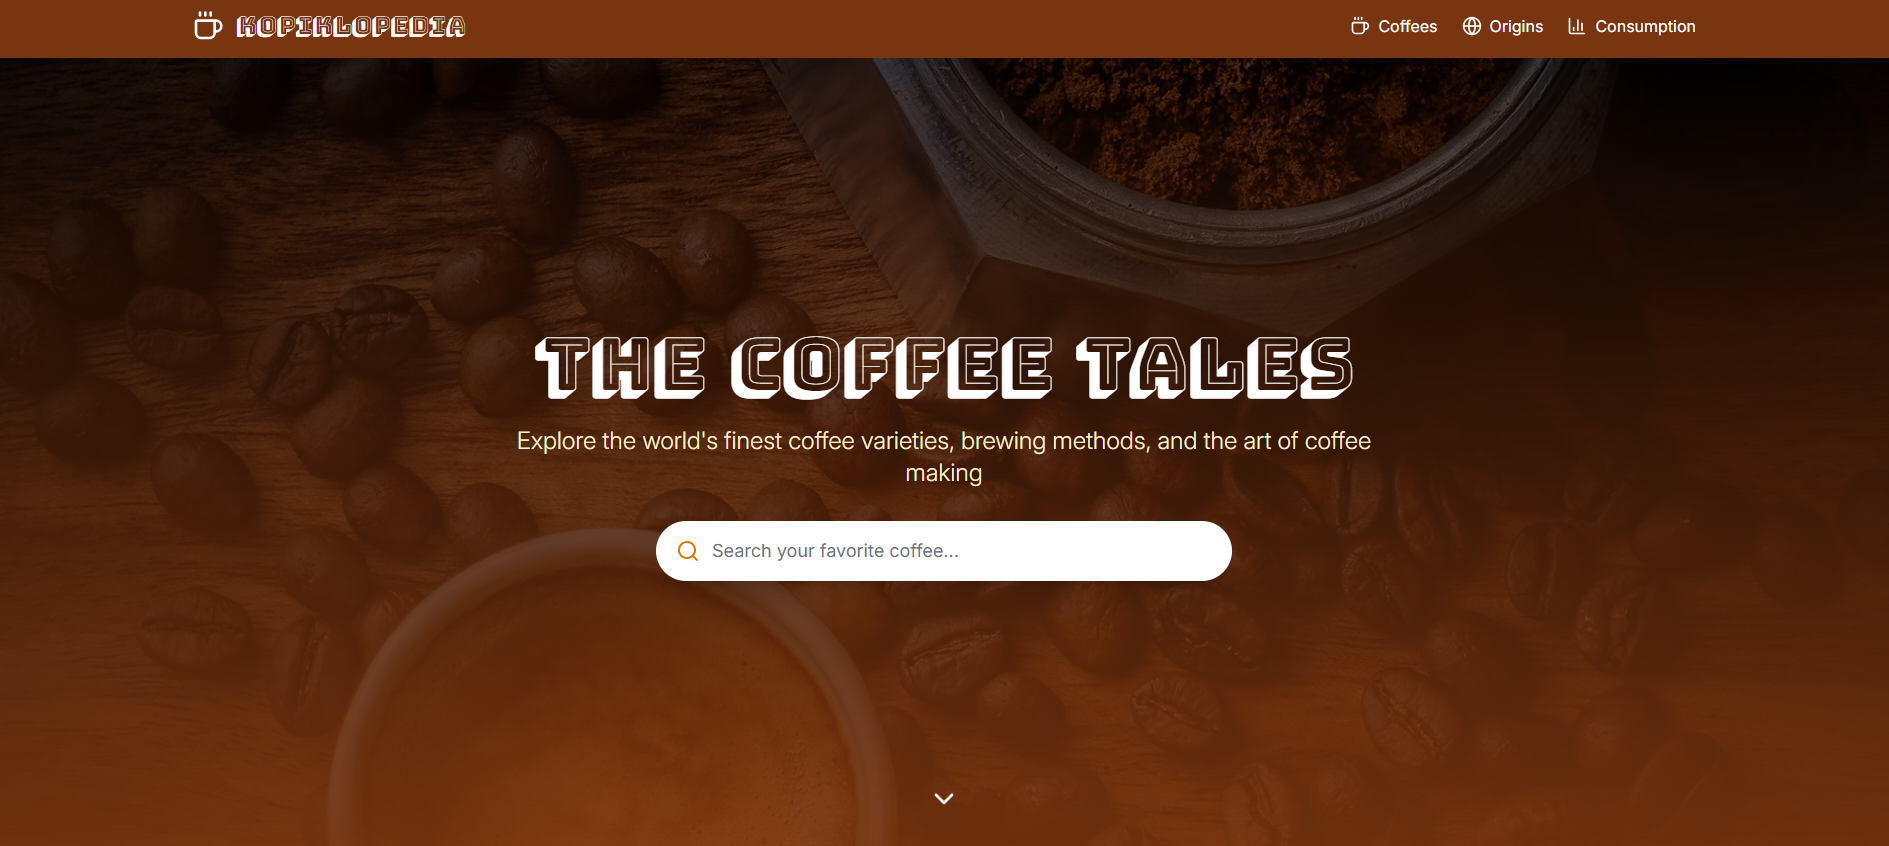 KOPIKLOPEDIA
Coffees
Origins
Consumption
THE COFFEE TALES
Explore the world's finest coffee varieties, brewing methods, and the art of coffee
making
Search your favorite coffee...